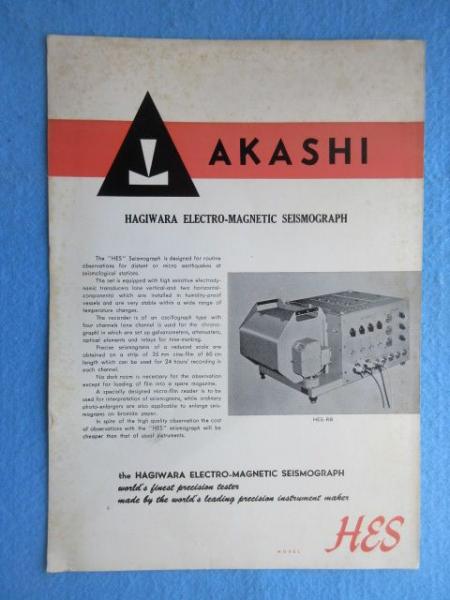 AKASHI
HAGIWARA ELECTRO-MAGNETIC SEISMOGRAPH
The "HES" Seismograph is designed for routine
observations for distant or micro earthquakes at
seismological stations.
The set is equipped with high sensitive electrody-
namic transducers (one vertical-and two horizontal-
components) which are installed in humidity-proof
vessels and are very stable within a wide range of
temperature changes.
The recorder is of an oscillograph type with
four channels (one channel is used for the chrono-
graph) in which are set up galvanometers, attenuators,
optical elements and relays for time-marking.
Precise seismograms of a reduced scale are
obtained on a strip of 35 mm cine-film of 60 cm
length which can be used for 24 hours' recording in
each channel.
No dark room is necessary for the observation
except for loading of film into a spare magazine.
A specially designed micro-film reader is to be
used for interpretation of seismograms, while ordinary
photo-enlargers are also applicable to enlarge seis-
mograms on bromide paper.
In spite of the high quality observation the cost
of observations with the "HES" seismograph will be
cheaper than that of usual instruments.
HES-RB
the HAGIWARA ELECTRO-MAGNETIC SEISMOGRAPH
world's finest precision tester
made by the world's leading precision instrument maker
MODEL HES